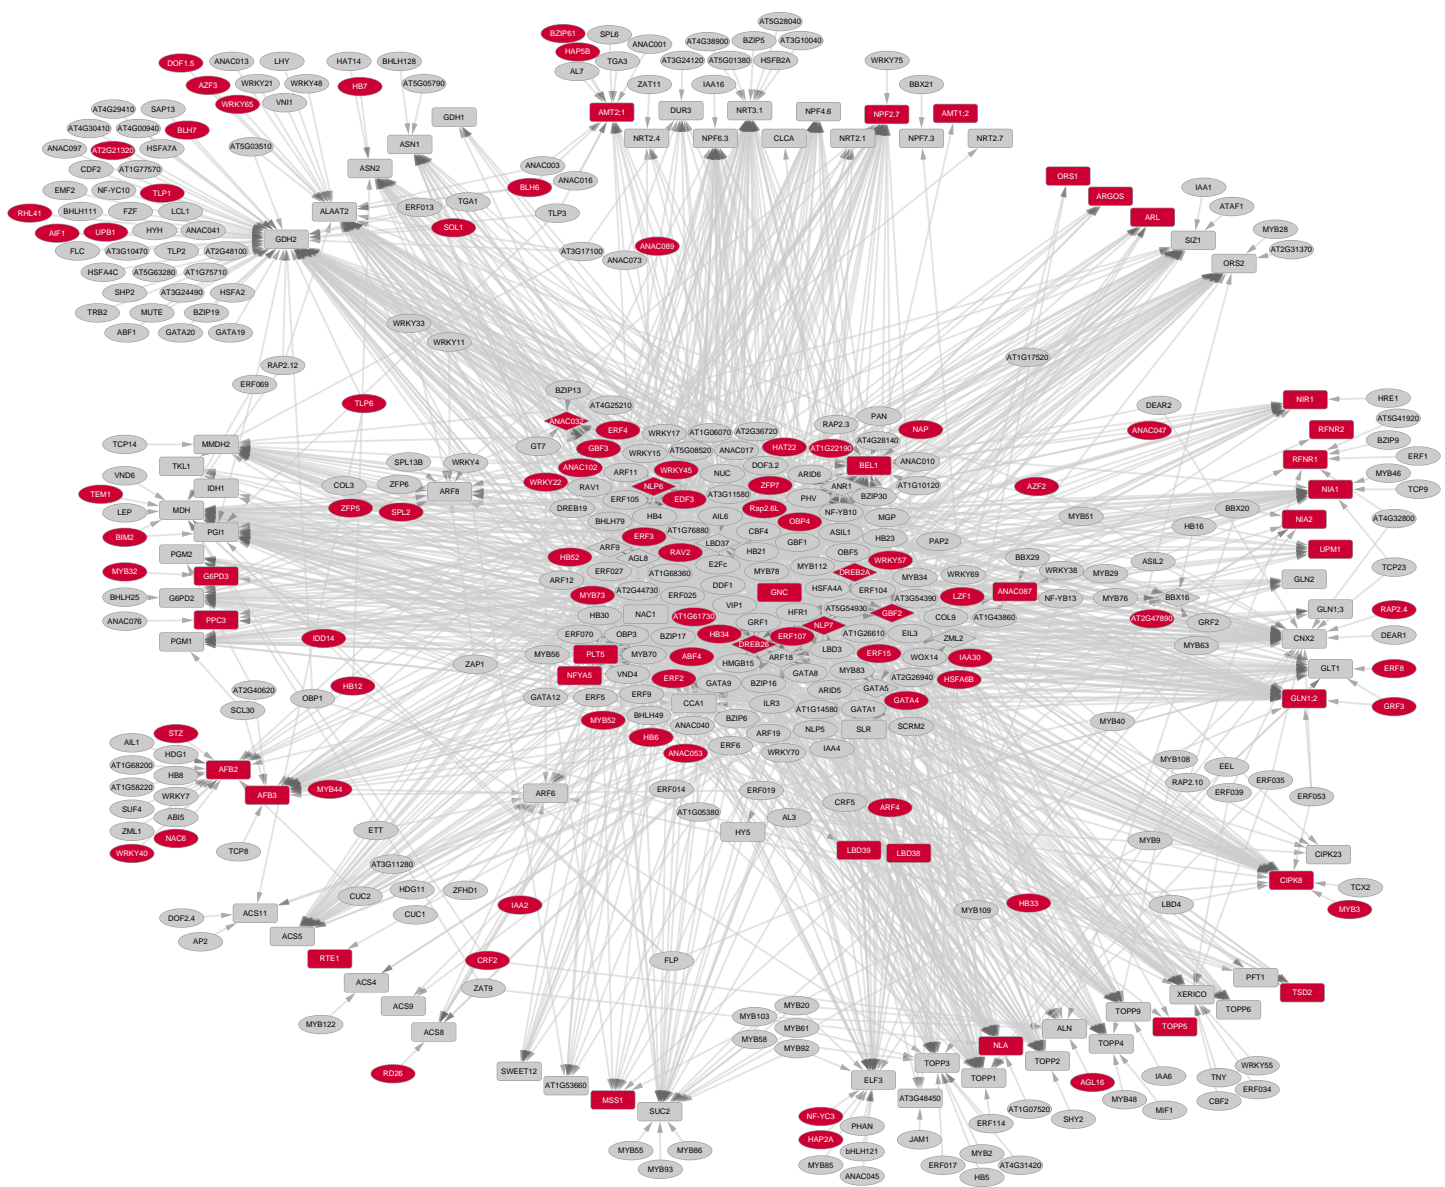 BZIP61
SPL6
AT5G28040
HAP5B
ANAC001
AT4G38900
BZIP5
AT3G10040
TGA3
AT3G24120
AT5G01380
HSFB2A
WRKY75
DOF1.5
ANAC013
LHY
HAT14
BHLH128
AL7
ZAT11
IAA16
BBX21
AZF3
WRKY21
WRKY48
HB7
AT5G05790
WRKY65
VNI1
AMT2;1
DUR3
NRT3.1
NPF4.6
NPF2.7
AMT1;2
AT4G29410
SAP13
GDH1
AT4G30410
AT4G00940
BLH7
NRT2.4
NPF6.3
CLCA
NRT2.1
NPF7.3
NRT2.7
ANAC097
AT2G21320
HSFA7A
AT5G03510
ASN1
CDF2
AT1G77570
ASN2
ANAC003
ORS1
EMF2
NF-YC10
TLP1
BLH6
ANAC016
ARGOS
IAA1
RHL41
BHLH111
FZF
LCL1
ALAAT2
ERF013
TGA1
TLP3
ARL
ATAF1
AIF1
UPB1
HYH
ANAC041
SOL1
MYB28
FLC
AT3G10470
TLP2
AT2G48100
GDH2
AT3G17100
ANAC089
SIZ1
AT2G31370
HSFA4C
AT5G63280
AT1G75710
ANAC073
ORS2
SHP2
AT3G24490
HSFA2
TRB2
MUTE
BZIP19
ABF1
GATA20
GATA19
WRKY33
WRKY11
AT1G17520
RAP2.12
ERF069
BZIP13
TLP6
AT4G25210
DEAR2
NIR1
HRE1
ANAC032
ERF4
WRKY17
AT1G06070
AT2G36720
RAP2.3
PAN
NAP
ANAC047
AT5G41920
TCP14
MMDH2
GT7
GBF3
WRKY15
AT5G08520
ANAC017
HAT22
AT1G22190
AT4G28140
RFNR2
BZIP9
TKL1
SPL13B
WRKY4
ANAC102
ARF11
WRKY45
NUC
DOF3.2
ARID6
BEL1
ANAC010
RFNR1
ERF1
VND6
COL3
ZFP6
WRKY22
RAV1
NLP6
ZFP7
ANR1
AT1G10120
AZF2
MYB46
TEM1
IDH1
ARF8
ERF105
EDF3
AT3G11580
PHV
BZIP30
NIA1
TCP9
LEP
MDH
ZFP5
SPL2
DREB19
HB4
AIL6
Rap2.6L
NF-YB10
MGP
MYB51
BBX20
NIA2
AT4G32800
BHLH79
AT1G76880
CBF4
OBP4
ASIL1
HB16
BIM2
PGI1
ERF3
LBD37
GBF1
HB23
PAP2
UPM1
PGM2
ARF9
AGL8
RAV2
E2Fc
HB21
OBF5
WRKY57
BBX29
ASIL2
HB52
MYB112
DREB2A
WRKY69
WRKY38
MYB29
TCP23
MYB32
G6PD3
ARF12
ERF027
AT1G68360
MYB78
MYB34
GLN2
BHLH25
G6PD2
MYB73
AT2G44730
ERF025
DDF1
GNC
HSFA4A
ERF104
AT3G54390
LZF1
ANAC087
NF-YB13
MYB76
BBX16
GLN1;3
RAP2.4
ANAC076
PPC3
HB30
NAC1
AT1G61730
VIP1
HFR1
AT5G54930
GBF2
COL9
AT1G43860
AT2G47890
GRF2
PGM1
IDD14
ERF070
OBP3
BZIP17
HB34
GRF1
ERF107
NLP7
AT1G26610
EIL3
ZML2
MYB63
CNX2
DEAR1
ZAP1
MYB56
PLT5
MYB70
ABF4
DREB26
ARF18
LBD3
ERF15
WOX14
IAA30
GLT1
ERF8
HB12
NFYA5
VND4
ERF2
HMGB15
GATA8
MYB83
AT2G26940
HSFA6B
AT2G40620
OBP1
GATA12
ERF5
ERF9
GATA9
BZIP16
ARID5
GATA5
GATA4
GLN1;2
GRF3
SCL30
CCA1
ILR3
AT1G14580
GATA1
STZ
MYB52
BHLH49
ANAC040
BZIP6
ARF19
NLP5
SLR
SCRM2
MYB40
AIL1
HDG1
HB6
ANAC053
ERF6
WRKY70
IAA4
MYB108
EEL
AT1G68200
HB8
AFB2
RAP2.10
ERF035
AT1G58220
WRKY7
AFB3
MYB44
ARF6
ERF014
ERF019
CRF5
ARF4
ERF039
ERF053
SUF4
ABI5
AT1G05380
AL3
ZML1
NAC6
ETT
HY5
MYB9
WRKY40
TCP8
LBD39
LBD38
CIPK23
AT3G11280
CIPK8
TCX2
CUC2
HDG11
ZFHD1
IAA2
HB33
LBD4
MYB3
DOF2.4
ACS11
CUC1
MYB109
AP2
ACS5
RTE1
CRF2
FLP
PFT1
ACS4
ZAT9
XERICO
TSD2
ACS9
MYB20
TOPP9
TOPP6
MYB122
ACS8
MYB103
MYB61
ALN
TOPP5
MYB58
MYB92
NLA
TOPP4
RD26
SWEET12
TOPP3
TOPP2
WRKY55
AT1G53660
ELF3
TOPP1
AGL16
IAA6
TNY
ERF034
MSS1
AT3G48450
MYB48
CBF2
SUC2
NF-YC3
AT1G07520
SHY2
MIF1
PHAN
ERF114
HAP2A
JAM1
MYB55
MYB86
bHLH121
MYB2
MYB93
MYB85
ERF017
AT4G31420
ANAC045
HB5